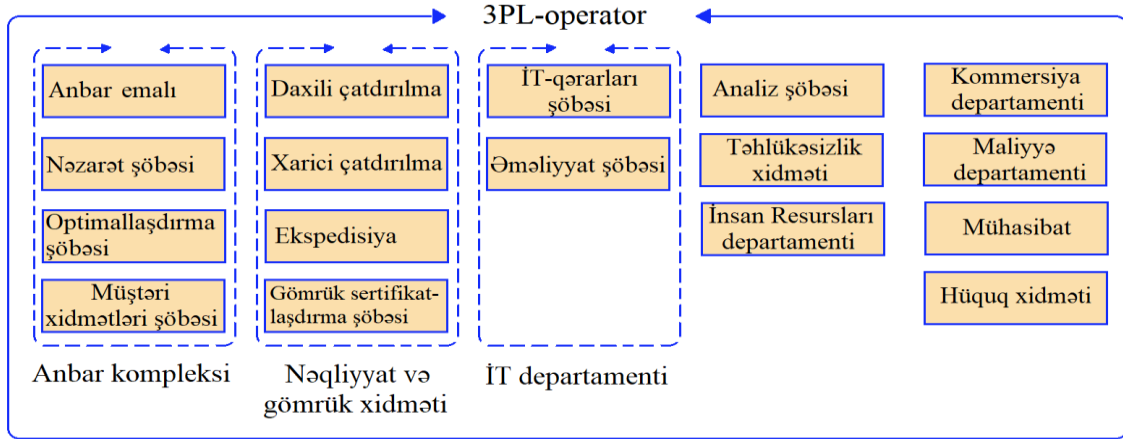 3PL-operator
Anbar emalı
Nəzarət şöbəsi
Optimallaşdırma
şöbəsi
Müştəri
xidmətləri şöbəsi
Anbar kompleksi
Daxili çatdırılma
Xarici çatdırılma
Ekspedisiya
Gömrük sertifikat-
laşdırma şöbəsi
Nəqliyyat və
gömrük xidməti
İT-qərarları
şöbəsi
Əməliyyat şöbəsi
İT departamenti
Analiz şöbəsi
Təhlükəsizlik
xidməti
İnsan Resursları
departamenti
Kommersiya
departamenti
Maliyyə
departamenti
Mühasibat
Hüquq xidməti